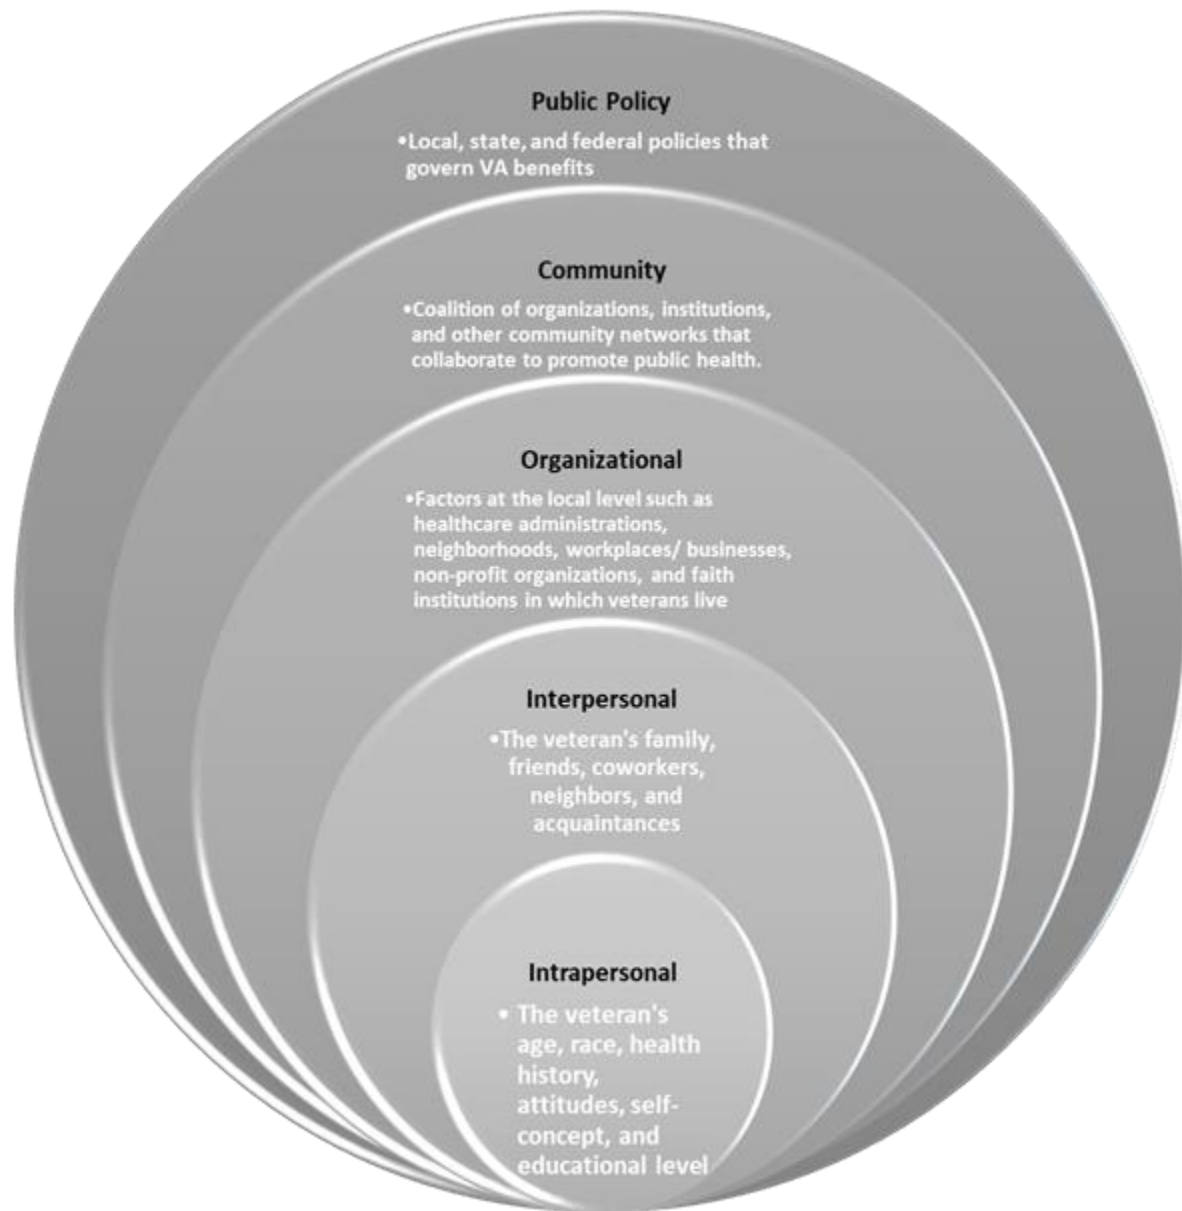 Public Policy
•Local, state, and federal policies that
govern VA benefits
Community
•Coalition of organizations, institutions,
and other community networks that
collaborate to promote public health.
Organizational
•Factors at the local level such as
healthcare administrations,
neighborhoods, workplaces/ businesses,
non-profit organizations, and faith
institutions in which veterans live
Interpersonal
•The veteran's family,
friends, coworkers,
neighbors, and
acquaintances
Intrapersonal
• The veteran's
age, race, health
history,
attitudes, self-
concept, and
educational level